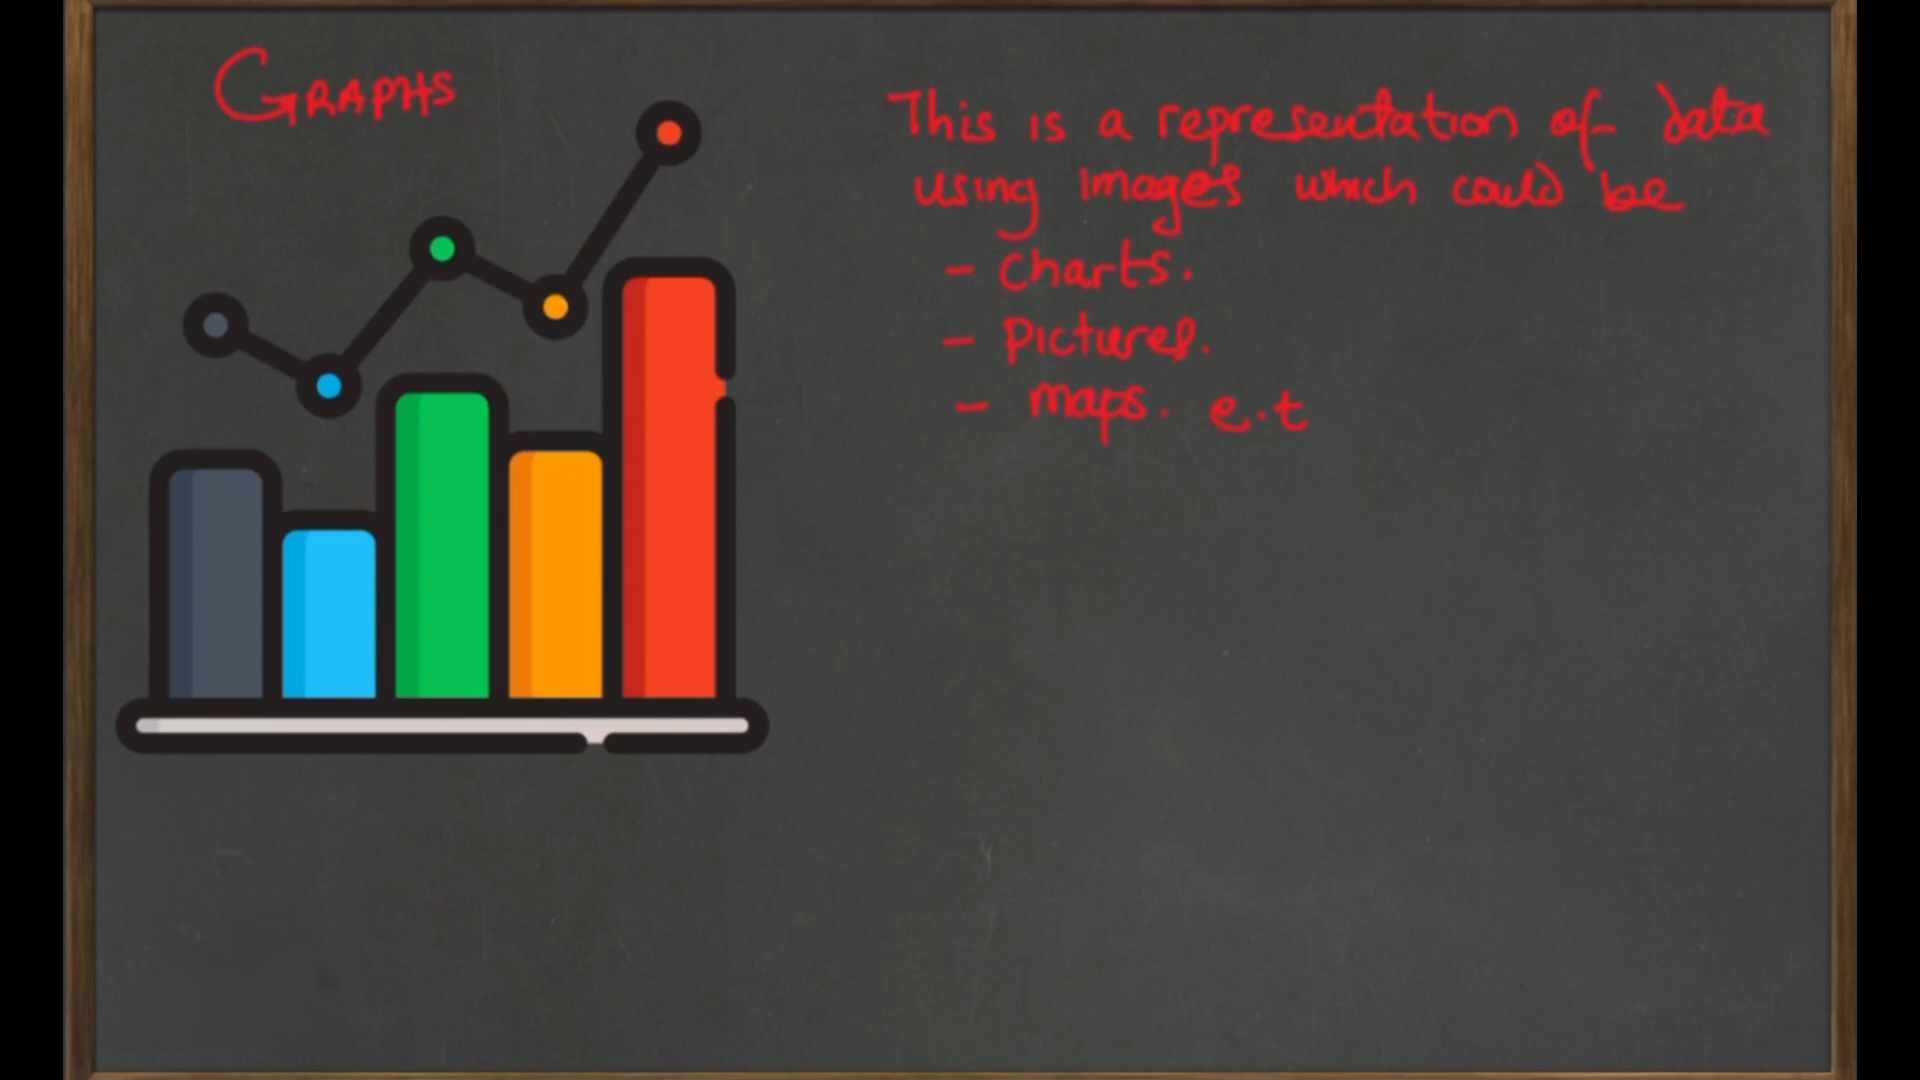 GRAPHS
This is a representation of data
using images which could be
- charts.
- pictures.
- maps. e.t